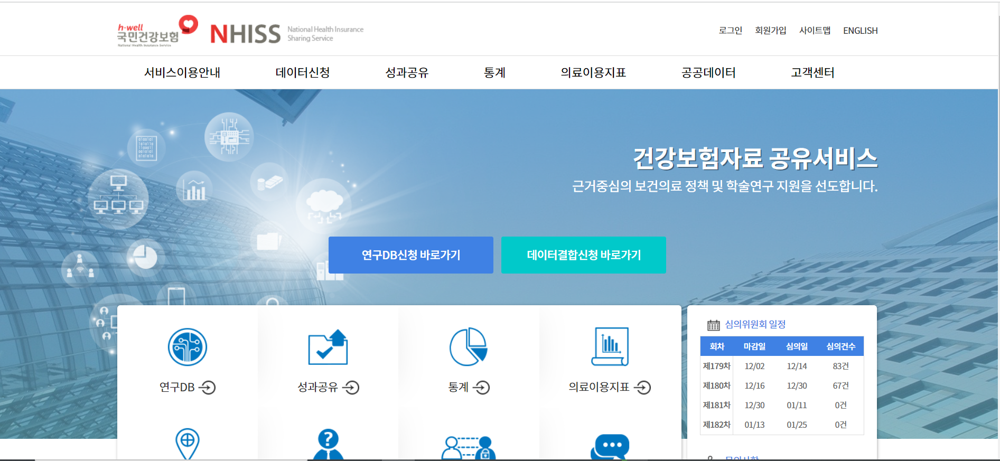 h·well
국민건강보험
National Health Insurance Service
NHISS
National Health Insurance
Sharing Service
로그인 회원가입 사이트맵 ENGLISH
서비스이용안내 데이터신청 성과공유 통계 의료이용지표 공공데이터 고객센터
건강보험자료 공유서비스
근거중심의 보건의료 정책 및 학술연구 지원을 선도합니다.
연구DB신청 바로가기
데이터결합신청 바로가기
연구DB
성과공유
통계
의료이용지표
심의위원회 일정
회차 마감일 심의일 심의건수
제179차 12/02 12/14 83건
제180차 12/16 12/30 67건
제181차 12/30 01/11 0건
제182차 01/13 01/25 0건